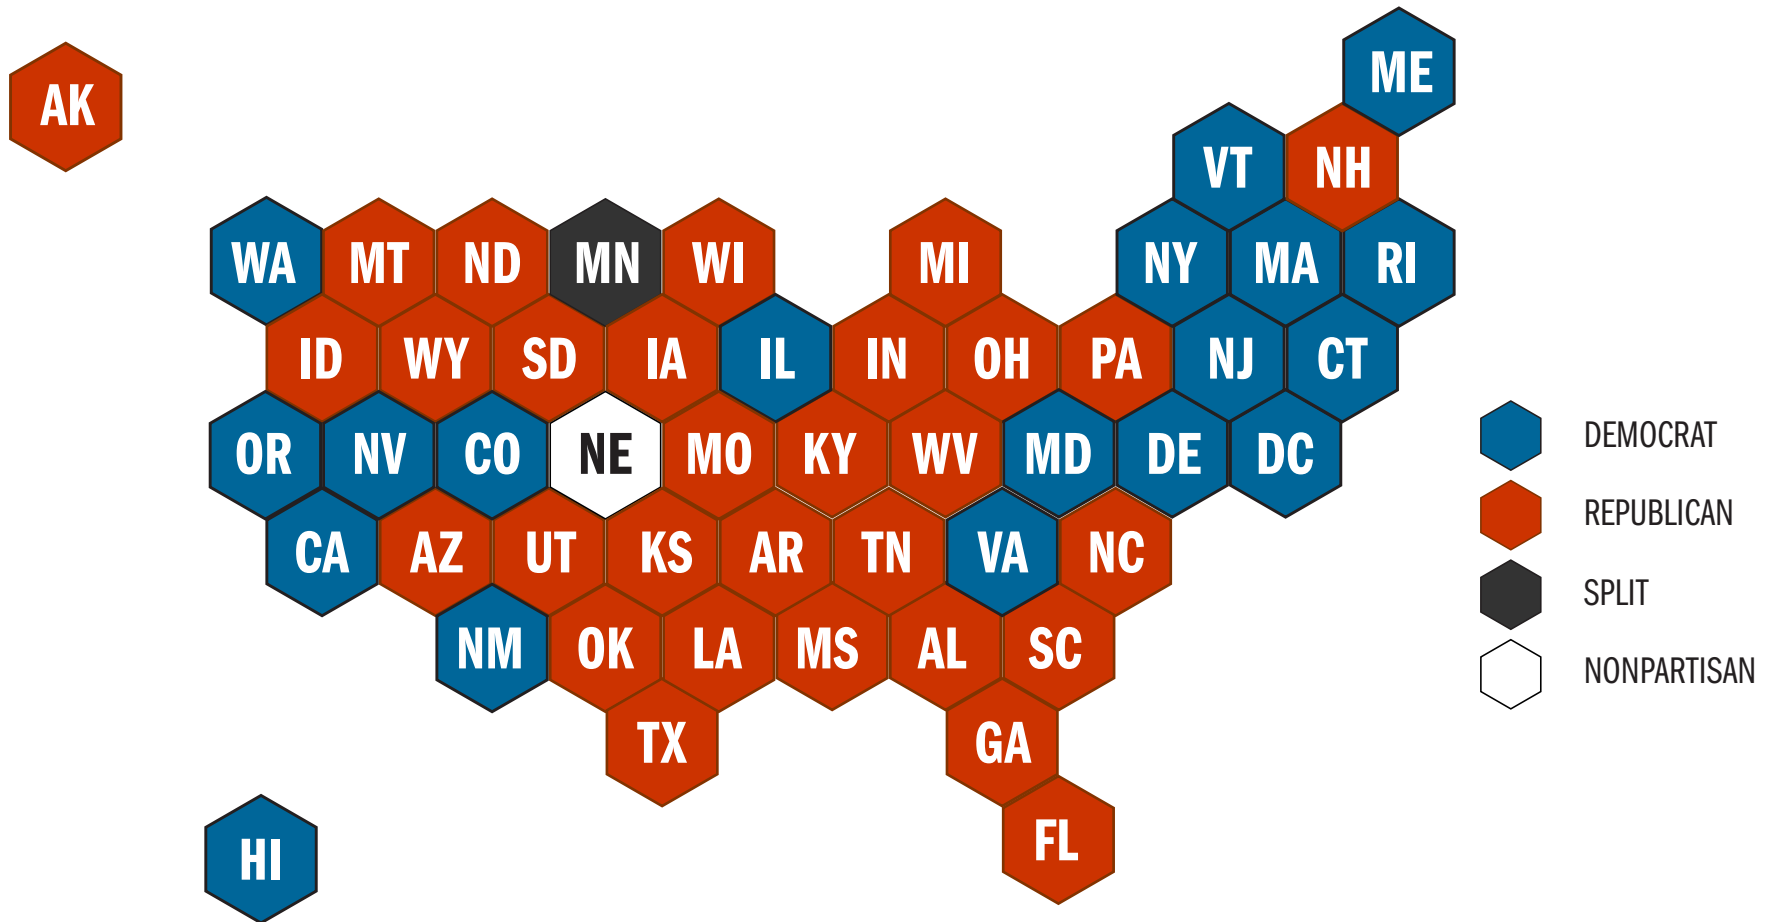 ME
AK
VT NH
WA MT ND MN WI MI NY MA RI
ID WY SD IA IL IN OH PA NJ CT
OR NV CO NE MO KY WV MD DE DC
CA AZ UT KS AR TN VA NC
NM OK LA MS AL SC
TX GA
FL
HI
DEMOCRAT
REPUBLICAN
SPLIT
NONPARTISAN